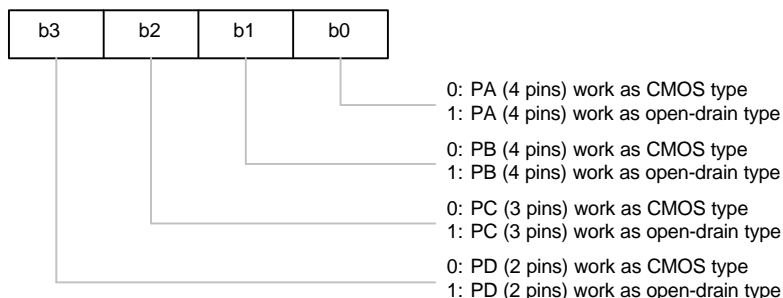 b3 b2 b1 b0
0: PA (4 pins) work as CMOS type
1: PA (4 pins) work as open-drain type
0: PB (4 pins) work as CMOS type
1: PB (4 pins) work as open-drain type
0: PC (3 pins) work as CMOS type
1: PC (3 pins) work as open-drain type
0: PD (2 pins) work as CMOS type
1: PD (2 pins) work as open-drain type